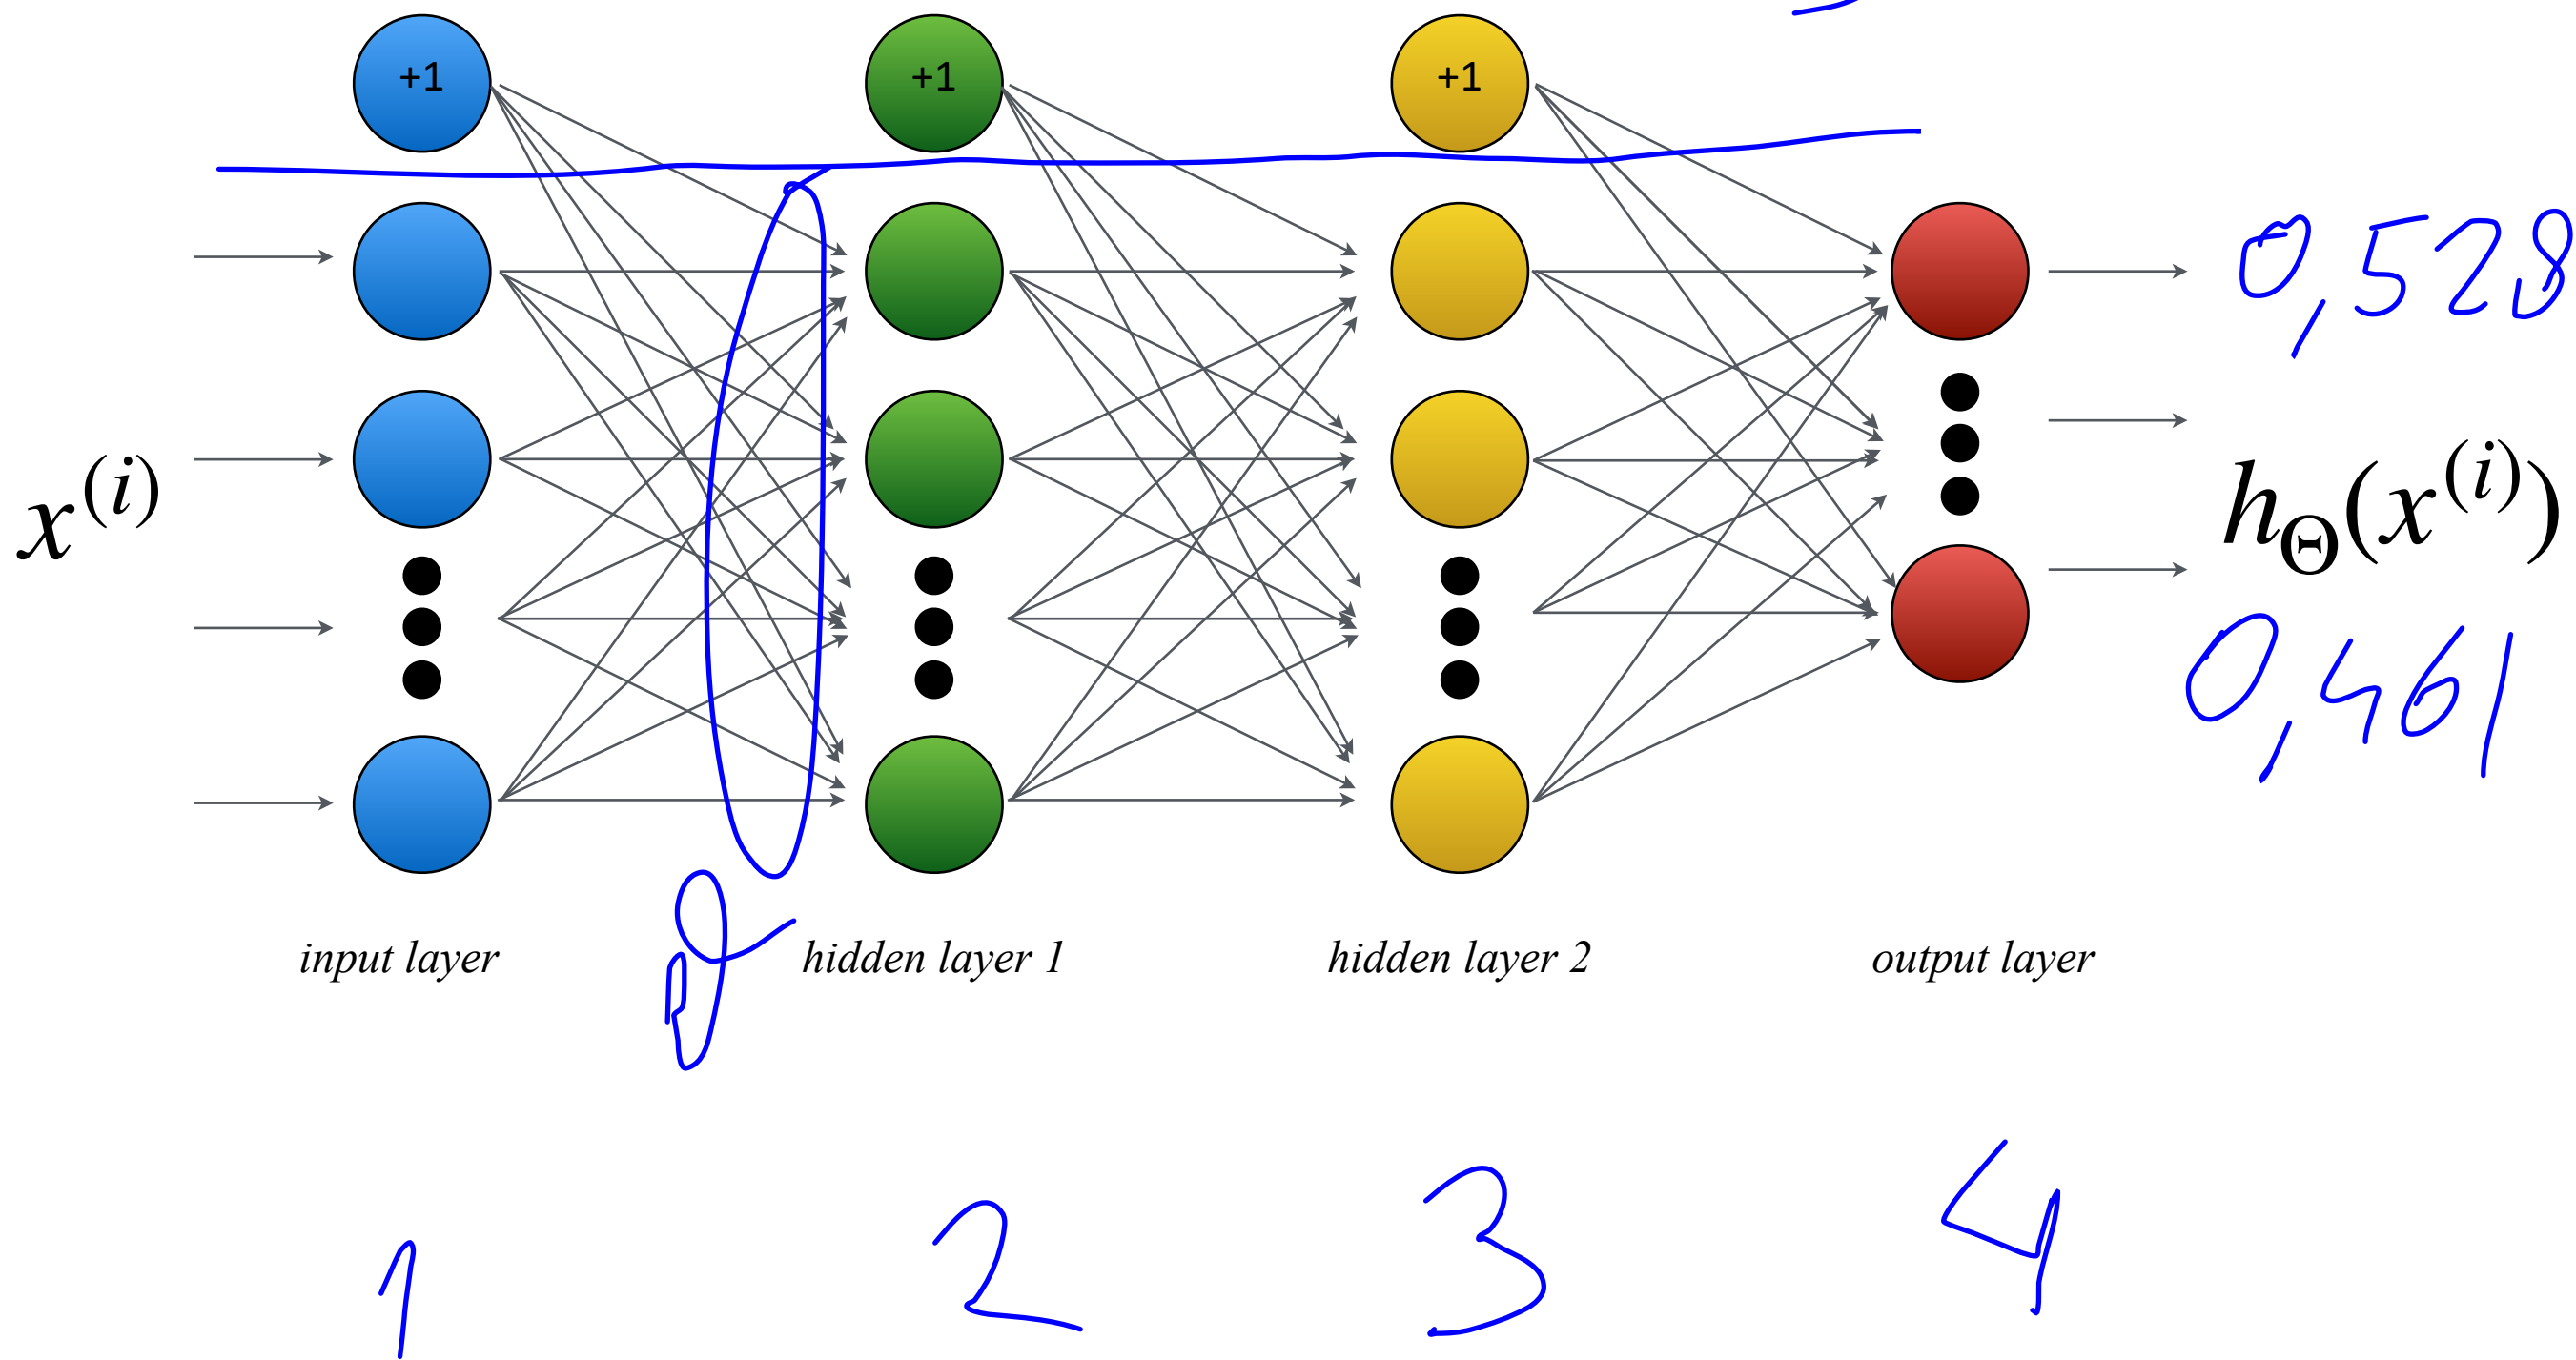 +1 +1 +1
0,528
x^{(i)}
h_Θ(x^{(i)})
0,461
input layer hidden layer 1 hidden layer 2 output layer
1 2 3 4